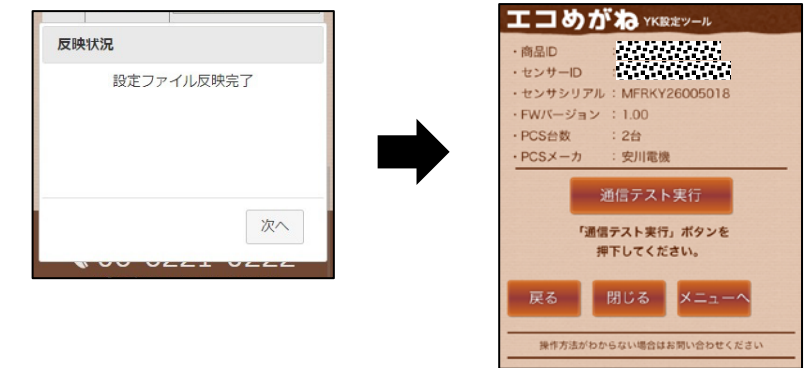 反映状況
設定ファイル反映完了
次へ
エコめがね YK設定ツール
・商品ID :
・センサーID :
・センサシリアル : MFRKY26005018
・FWバージョン : 1.00
・PCS台数 : 2台
・PCSメーカ : 安川電機
通信テスト実行
「通信テスト実行」ボタンを
押下してください。
戻る 閉じる メニューへ
操作方法がわからない場合はお問い合わせください